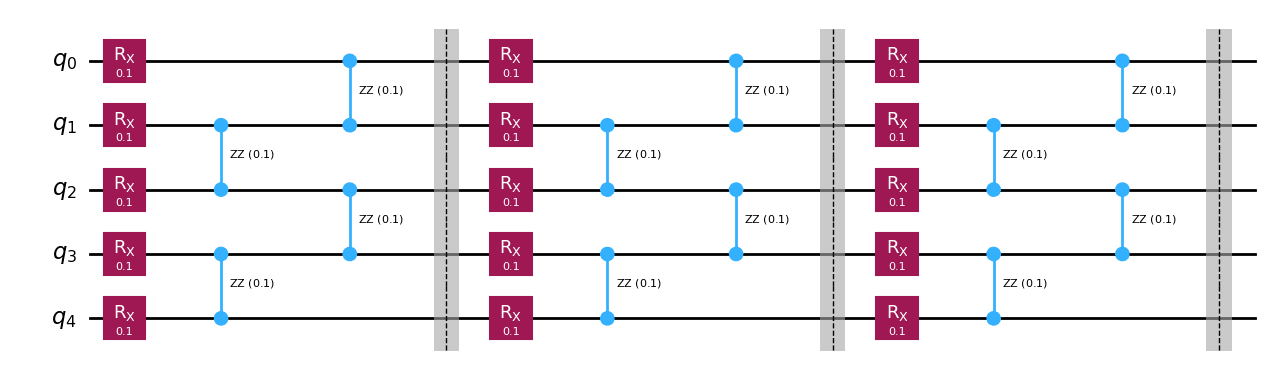 q0 RX 0.1 RX 0.1 RX 0.1
ZZ (0.1) ZZ (0.1) ZZ (0.1)
q1 RX 0.1 RX 0.1 RX 0.1
ZZ (0.1) ZZ (0.1) ZZ (0.1)
q2 RX 0.1 RX 0.1 RX 0.1
ZZ (0.1) ZZ (0.1) ZZ (0.1)
q3 RX 0.1 RX 0.1 RX 0.1
ZZ (0.1) ZZ (0.1) ZZ (0.1)
q4 RX 0.1 RX 0.1 RX 0.1